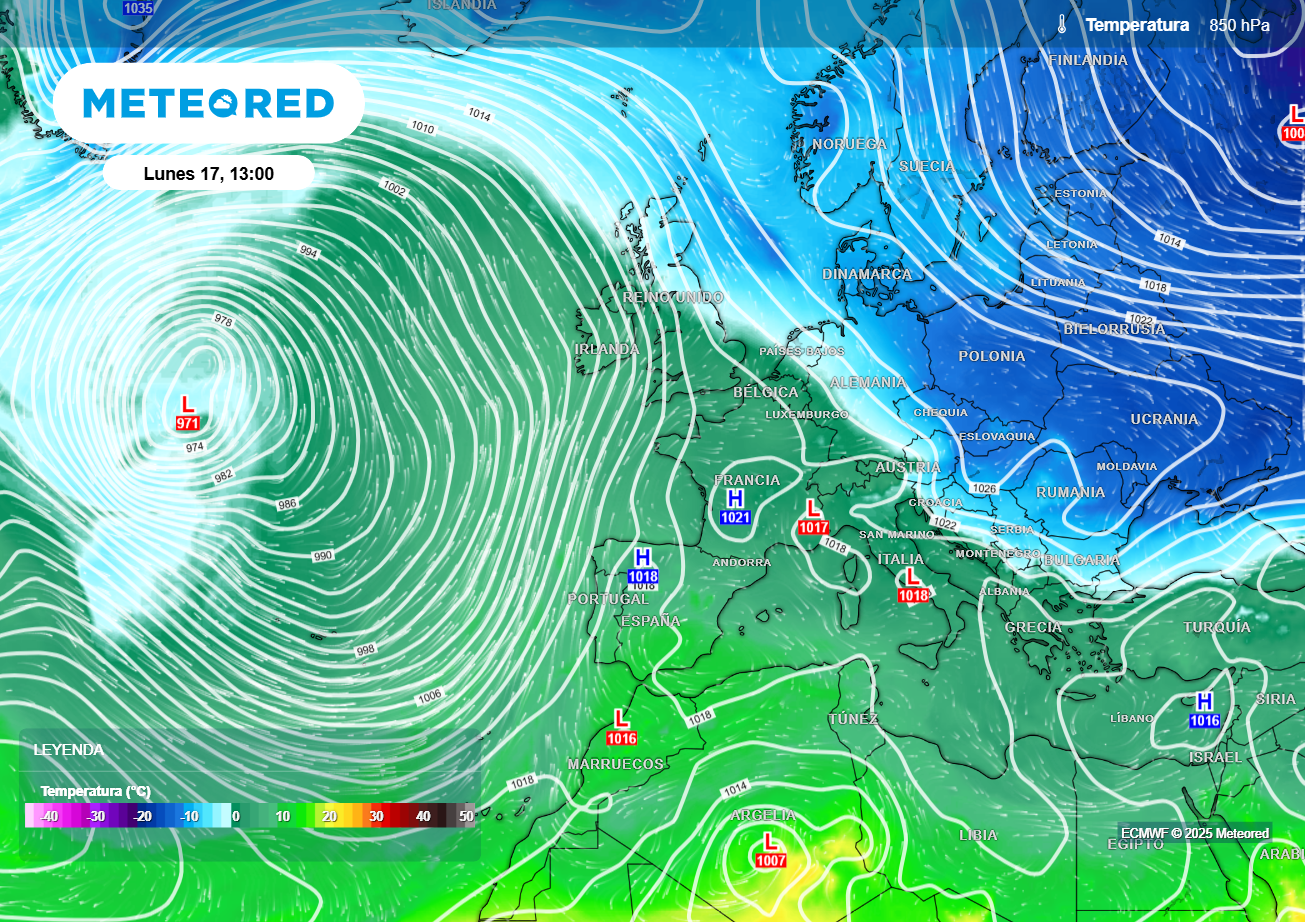 1035
ISLANDIA
Temperatura 850 hPa
FINLANDIA
METEORED
Lunes 17, 13:00
1014
1010
1002
994
978
L
971
974
982
986
990
998
1006
L
NORUEGA
SUECIA
ESTONIA
LETONIA
1014
DINAMARCA
LITUANIA
1018
REINO UNIDO
1022
BIELORRUSIA
IRLANDA
PAÍSES BAJOS
POLONIA
BÉLGICA
ALEMANIA
LUXEMBURGO
CHEQUIA
UCRANIA
ESLOVAQUIA
AUSTRIA
MOLDAVIA
FRANCIA
1026
RUMANIA
H
1021
CROACIA
L
1017
1022
SERBIA
SAN MARINO
1018
MONTENEGRO
BULGARIA
H
1018
1018
ANDORRA
ITALIA
L
1018
ALBANIA
PORTUGAL
ESPAÑA
GRECIA
TURQUÍA
SIRIA
H
1016
LÍBANO
1018
TÚNEZ
L
1016
ISRAEL
MARRUECOS
1018
1014
ARGELIA
L
1007
LIBIA
ECMWF © 2025 Meteored
EGIPTO
ARABI
LEYENDA
Temperatura (°C)
-40 -30 -20 -10 0 10 20 30 40 50